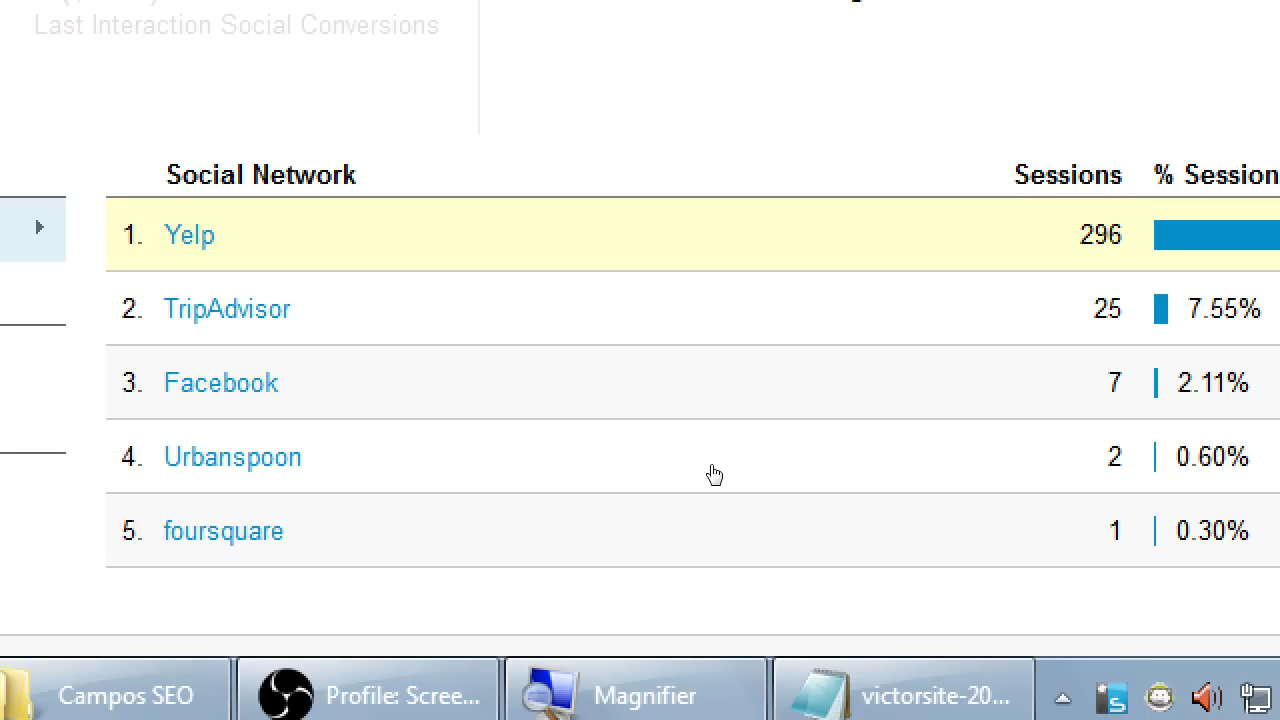 Last Interaction Social Conversions
Social Network Sessions % Session
1. Yelp 296
2. TripAdvisor 25 7.55%
3. Facebook 7 2.11%
4. Urbanspoon 2 0.60%
5. foursquare 1 0.30%
Campos SEO Profile: Scree... Magnifier victorsite-20...